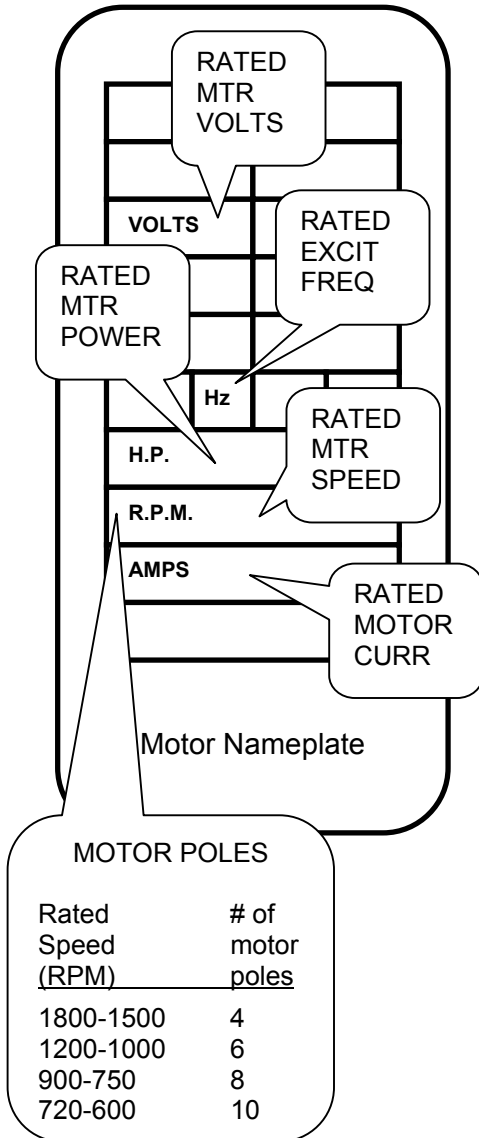 RATED
MTR
VOLTS
VOLTS
RATED
EXCIT
FREQ
RATED
MTR
POWER
Hz
RATED
MTR
SPEED
H.P.
R.P.M.
AMPS
RATED
MOTOR
CURR
Motor Nameplate
MOTOR POLES
Rated # of
Speed motor
(RPM) poles
1800-1500 4
1200-1000 6
900-750 8
720-600 10